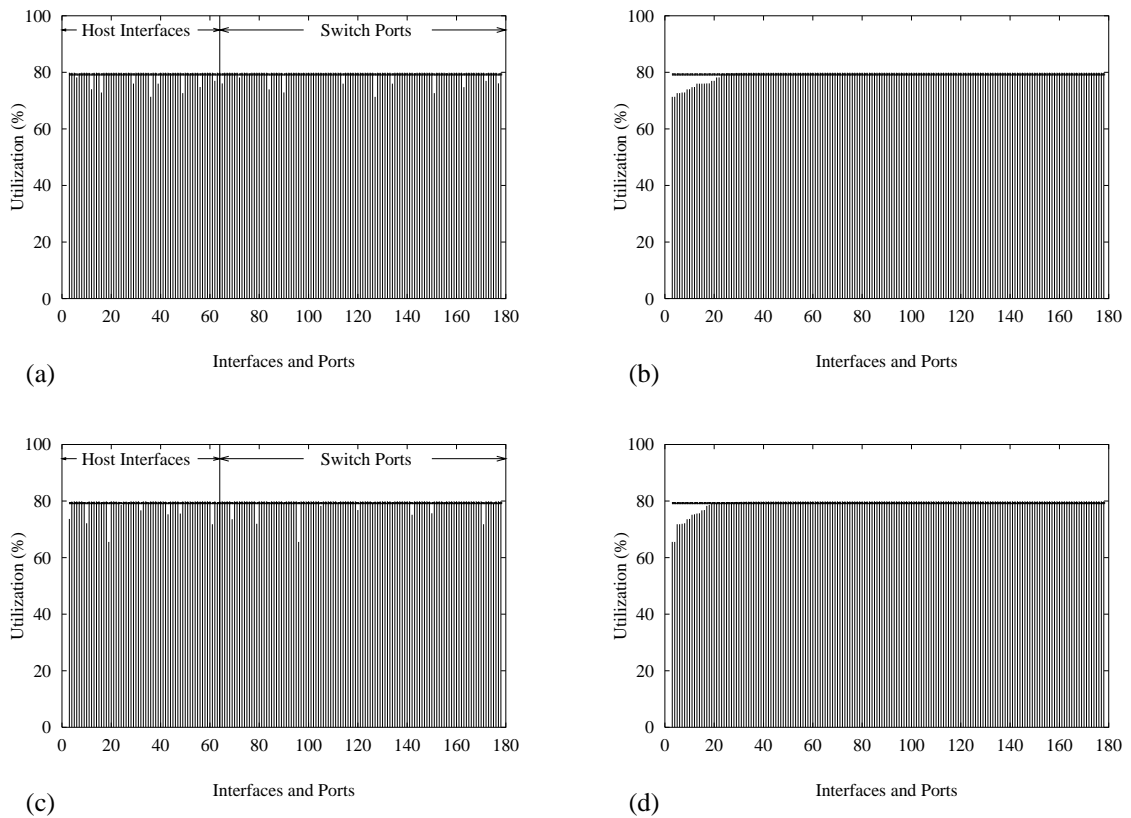 100
80
60
40
20
0
Utilization (%)
Host Interfaces
Switch Ports
0 20 40 60 80 100 120 140 160 180
Interfaces and Ports
(a)
100
80
60
40
20
0
Utilization (%)
0 20 40 60 80 100 120 140 160 180
Interfaces and Ports
(b)
100
80
60
40
20
0
Utilization (%)
Host Interfaces
Switch Ports
0 20 40 60 80 100 120 140 160 180
Interfaces and Ports
(c)
100
80
60
40
20
0
Utilization (%)
0 20 40 60 80 100 120 140 160 180
Interfaces and Ports
(d)